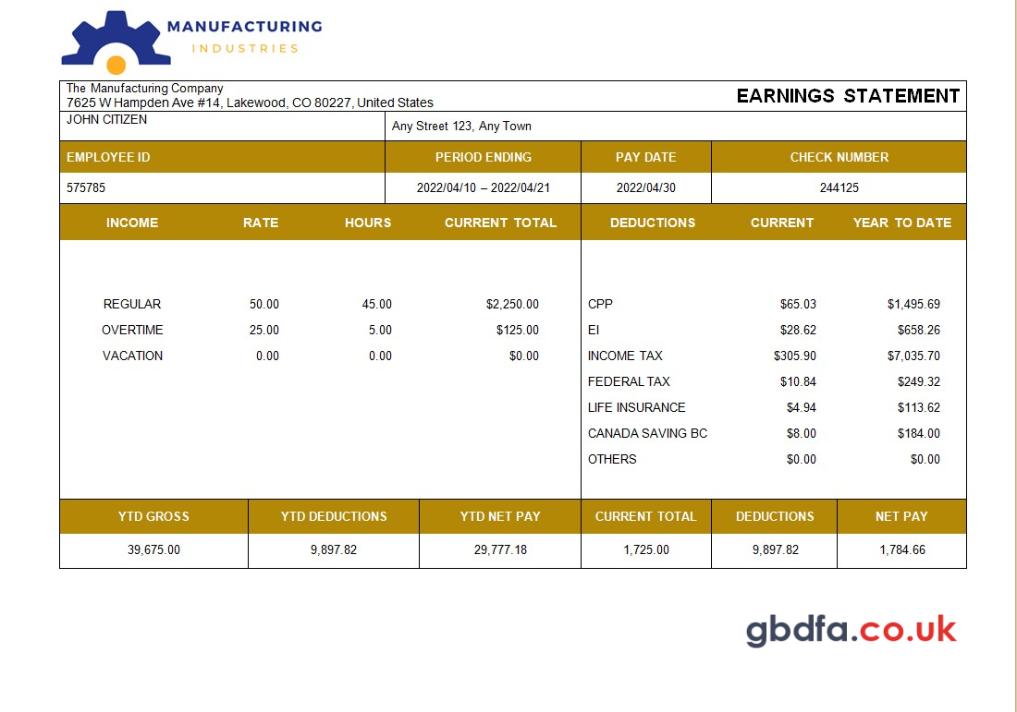 MANUFACTURING
INDUSTRIES
The Manufacturing Company
7625 W Hampden Ave #14, Lakewood, CO 80227, United States
EARNINGS STATEMENT
JOHN CITIZEN
Any Street 123, Any Town
EMPLOYEE ID PERIOD ENDING PAY DATE CHECK NUMBER
575785 2022/04/10 – 2022/04/21 2022/04/30 244125
INCOME RATE HOURS CURRENT TOTAL DEDUCTIONS CURRENT YEAR TO DATE
REGULAR 50.00 45.00 $2,250.00 CPP $65.03 $1,495.69
OVERTIME 25.00 5.00 $125.00 EI $28.62 $658.26
VACATION 0.00 0.00 $0.00 INCOME TAX $305.90 $7,035.70
FEDERAL TAX $10.84 $249.32
LIFE INSURANCE $4.94 $113.62
CANADA SAVING BC $8.00 $184.00
OTHERS $0.00 $0.00
YTD GROSS YTD DEDUCTIONS YTD NET PAY CURRENT TOTAL DEDUCTIONS NET PAY
39,675.00 9,897.82 29,777.18 1,725.00 9,897.82 1,784.66
gbdfa.co.uk